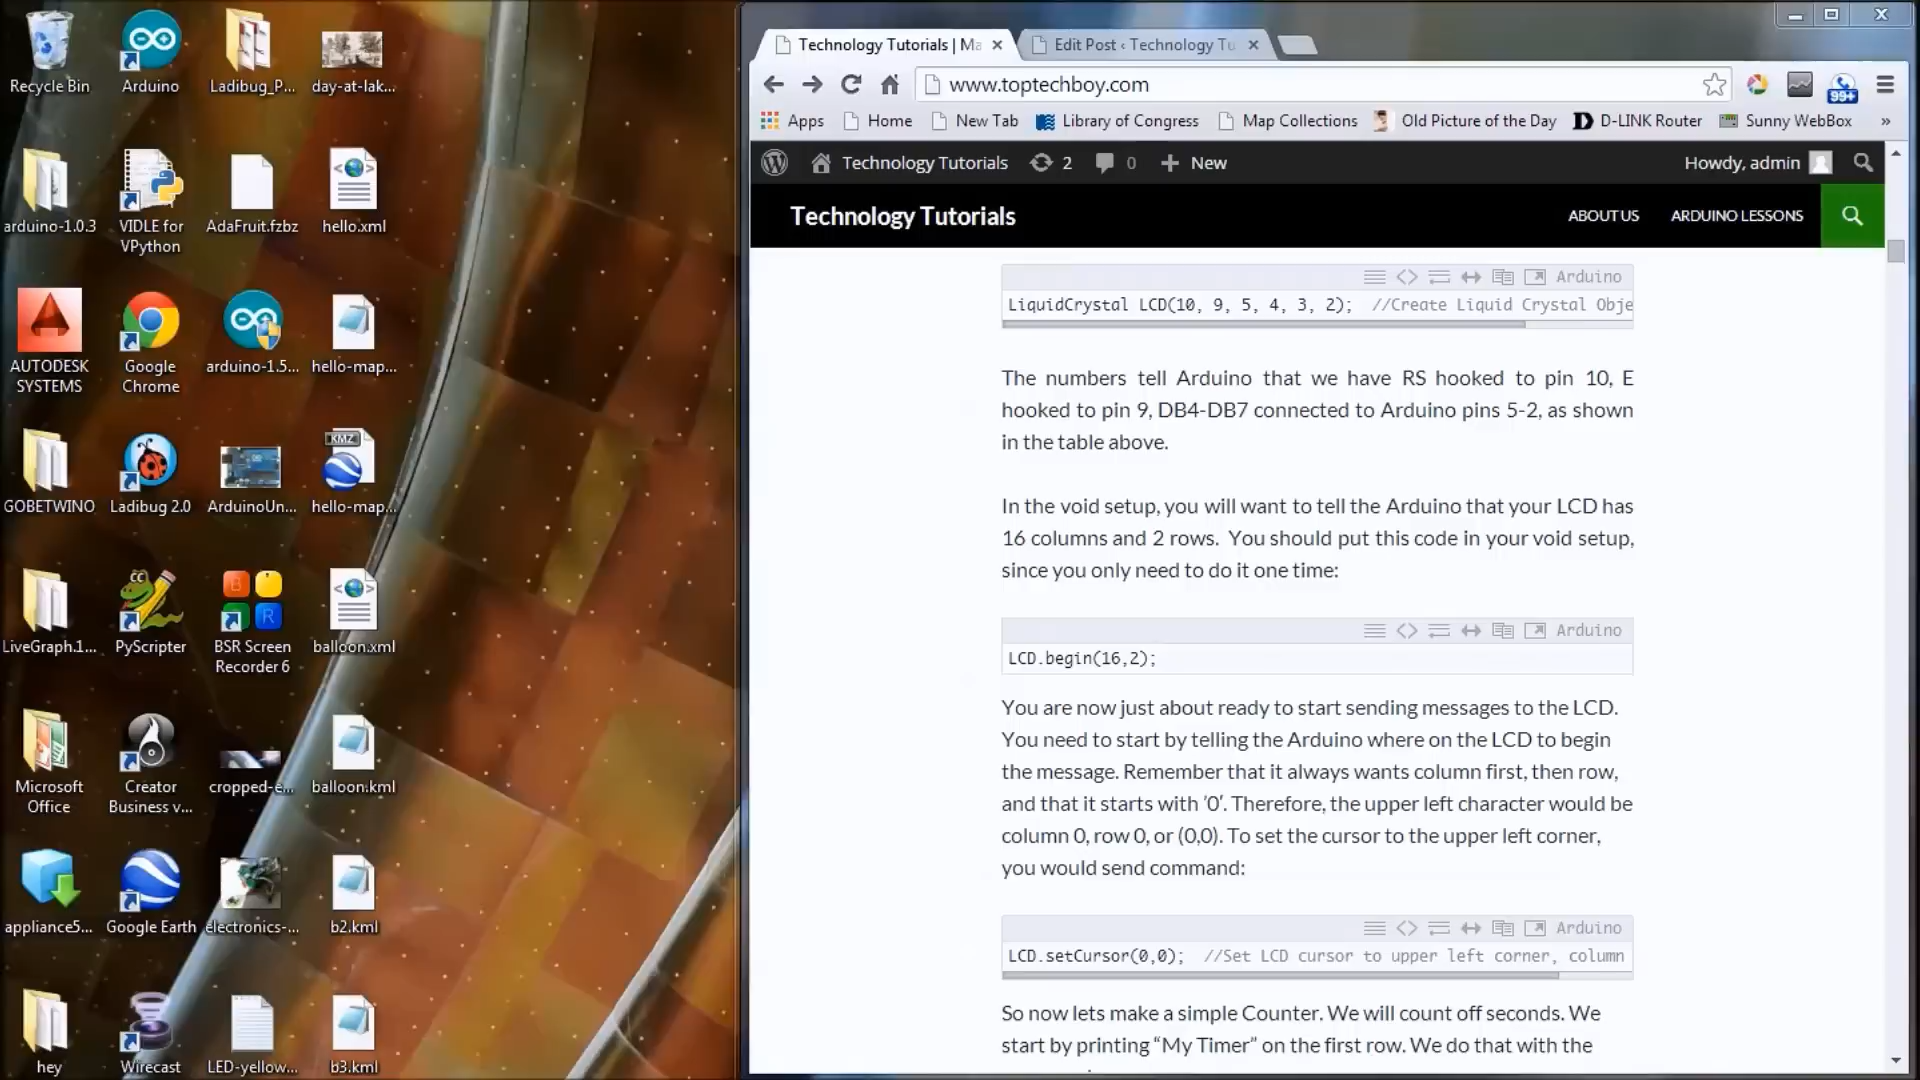 Recycle Bin
Arduino
Ladibug_P...
day-at-lak...
arduino-1.0.3
VIDLE for
VPython
AdaFruit.fzbz
hello.xml
AUTODESK
SYSTEMS
Google
Chrome
arduino-1.5...
hello-map...
GOBETWINO
Ladibug 2.0
ArduinoUn...
KMZ
hello-map...
LiveGraph.1...
PyScripter
B
R
BSR Screen
Recorder 6
balloon.xml
Microsoft
Office
Creator
Business v...
cropped-e...
balloon.kml
appliance5...
Google Earth
electronics-...
b2.kml
hey
Wirecast
LED-yellow...
b3.kml
Technology Tutorials | Ma
Edit Post ‹ Technology Tu
www.toptechboy.com
99+
Apps
Home
New Tab
Library of Congress
Map Collections
Old Picture of the Day
D-LINK Router
Sunny WebBox
»
Technology Tutorials
2
0
New
Howdy, admin
Technology Tutorials
ABOUT US
ARDUINO LESSONS
Arduino
LiquidCrystal LCD(10, 9, 5, 4, 3, 2);  //Create Liquid Crystal Obje
The numbers tell Arduino that we have RS hooked to pin 10, E
hooked to pin 9, DB4-DB7 connected to Arduino pins 5-2, as shown
in the table above.
In the void setup, you will want to tell the Arduino that your LCD has
16 columns and 2 rows.  You should put this code in your void setup,
since you only need to do it one time:
Arduino
LCD.begin(16,2);
You are now just about ready to start sending messages to the LCD.
You need to start by telling the Arduino where on the LCD to begin
the message. Remember that it always wants column first, then row,
and that it starts with ’0′. Therefore, the upper left character would be
column 0, row 0, or (0,0). To set the cursor to the upper left corner,
you would send command:
Arduino
LCD.setCursor(0,0);  //Set LCD cursor to upper left corner, column
So now lets make a simple Counter. We will count off seconds. We
start by printing “My Timer” on the first row. We do that with the